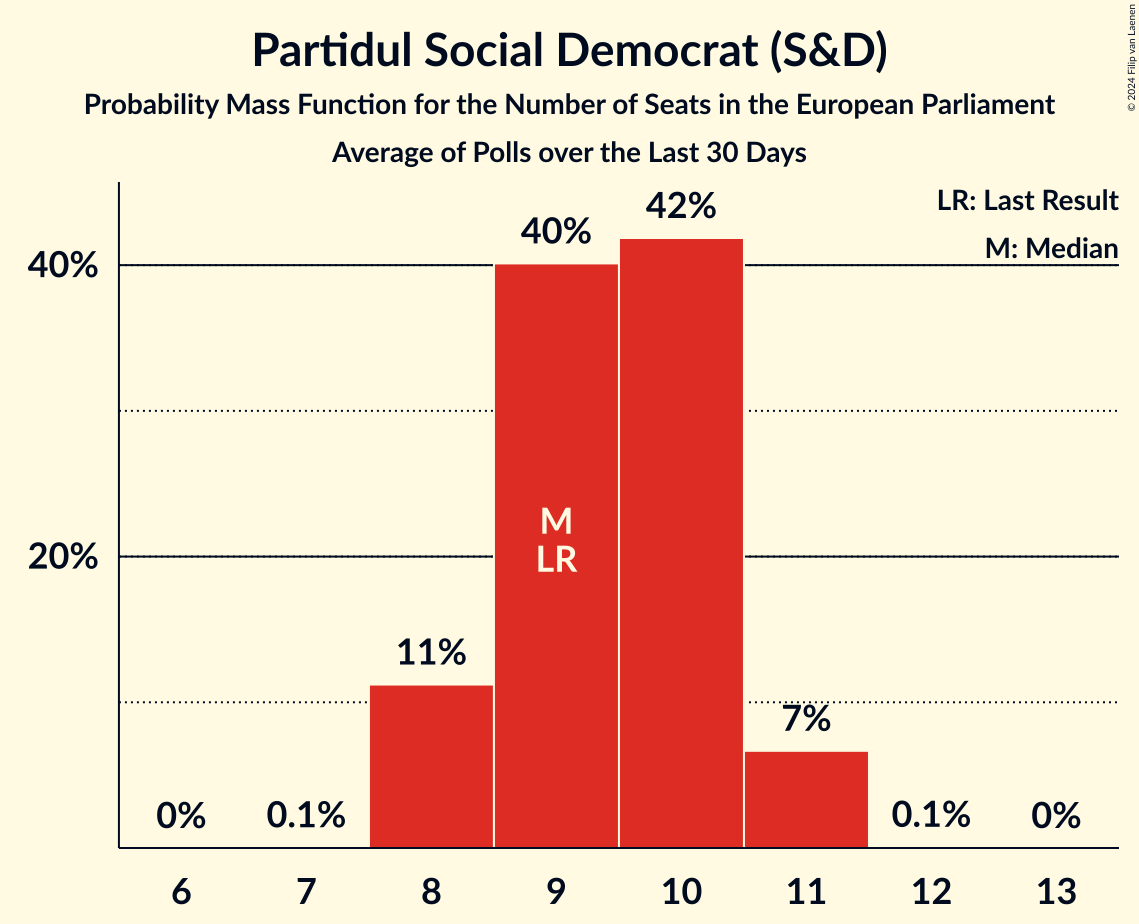 Partidul Social Democrat (S&D)
Probability Mass Function for the Number of Seats in the European Parliament
Average of Polls over the Last 30 Days
© 2024 Filip van Laenen
LR: Last Result
M: Median
40%
20%
0%
0.1%
11%
40%
42%
7%
0.1%
0%
M
LR
6
7
8
9
10
11
12
13